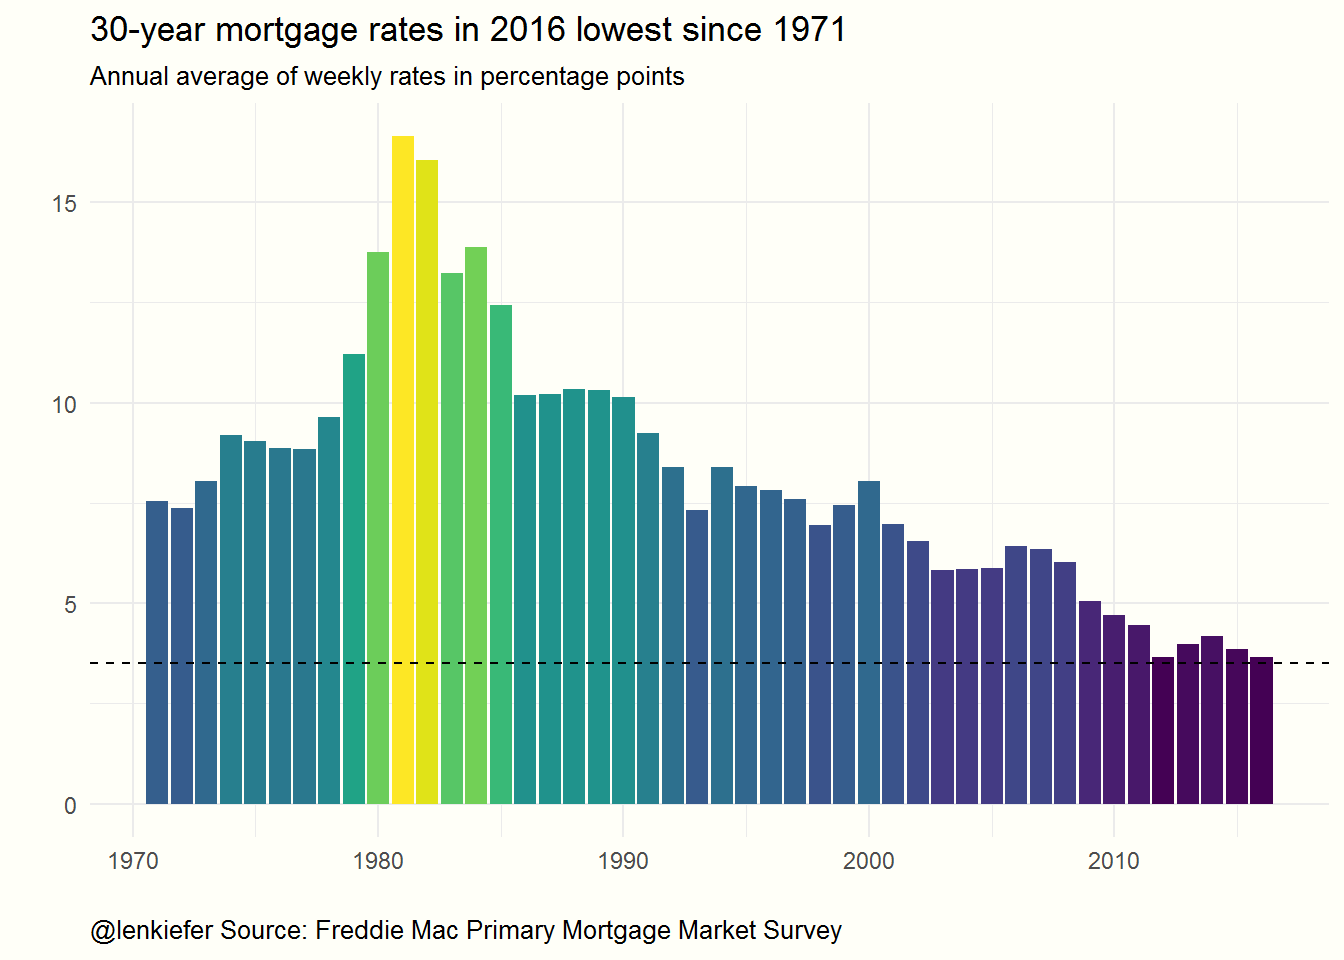 30-year mortgage rates in 2016 lowest since 1971
Annual average of weekly rates in percentage points
15
10
5
0
1970 1980 1990 2000 2010
@lenkiefer Source: Freddie Mac Primary Mortgage Market Survey